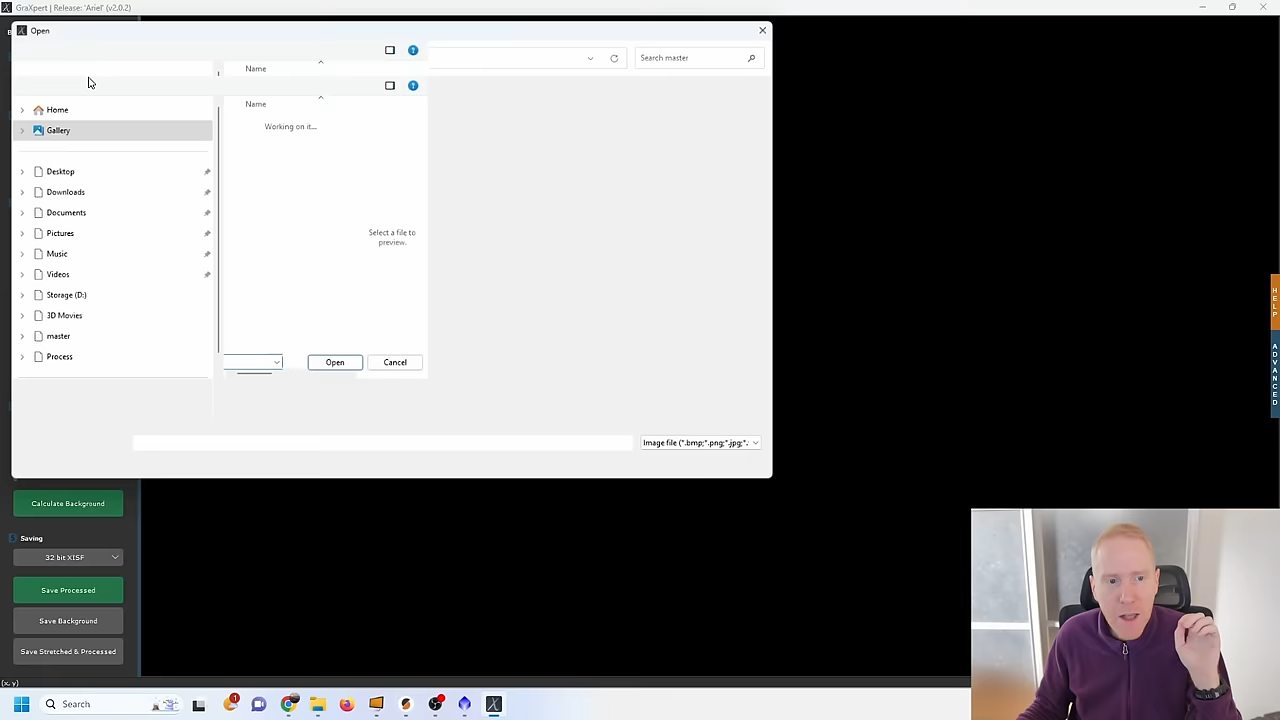 GraXpert | Release: 'Ariel' (v2.0.2)
Open
Search master
Name
Name
Home
Working on it...
Gallery
Desktop
Downloads
Documents
Pictures
Select a file to
preview.
Music
Videos
Storage (D:)
3D Movies
master
Process
Open
Cancel
Image file (*.bmp;*.png;*.jpg;*.
HELP
ADVANCED
Calculate Background
Saving
32 bit XISF
Save Processed
Save Background
Save Stretched & Processed
(x, y)
Search
1